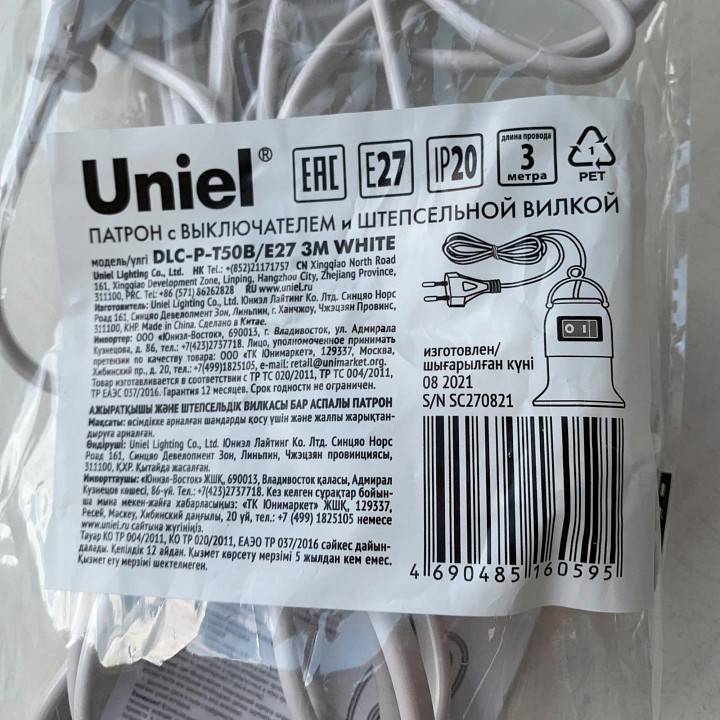 Uniel®
EAC
E27
IP20
длина провода
3
метра
1
PET
ПАТРОН с ВЫКЛЮЧАТЕЛЕМ и ШТЕПСЕЛЬНОЙ ВИЛКОЙ
модель/үлгі DLC-P-T50B/E27 3M WHITE
Uniel Lighting Co., Ltd. HK Tel.: +(852)21171757 CN Xingqiao North Road
161, Xingqiao Development Zone, Linping, Hangzhou City, Zhejiang Province,
311100, PRC. Tel: +86 (571) 86262828 RU www.uniel.ru
Изготовитель: Uniel Lighting Co., Ltd. Юниэл Лайтинг Ко. Лтд. Синцяо Норс
Роад 161, Синцяо Девелопмент Зон, Линьпин, г. Ханчжоу, Чжэцзян Провинс,
311100, КНР. Made in China. Сделано в Китае.
Импортер: ООО «Юниэл-Восток», 690013, г. Владивосток, ул. Адмирала
Кузнецова, д. 86, тел.: +7(423)2737718. Лицо, уполномоченное принимать
претензии по качеству товара: ООО «ТК Юнимаркет», 129337, Москва,
Хибинский пр., д. 20, тел.: +7(499)1825105, e-mail: retail@unimarket.org.
Товар изготавливается в соответствии с ТР ТС 020/2011, ТР ТС 004/2011,
ТР ЕАЭС 037/2016. Гарантия 12 месяцев. Срок годности не ограничен.
АЖЫРАТҚЫШЫ ЖӘНЕ ШТЕПСЕЛЬДІК ВИЛКАСЫ БАР АСПАЛЫ ПАТРОН
Мақсаты: өсімдікке арналған шамдарды қосу үшін және жалпы жарықтан-
дыруға арналған.
Өндіруші: Uniel Lighting Co., Ltd. Юниэл Лайтинг Ко. Лтд. Синцяо Норс
Роад 161, Синцяо Девелопмент Зон, Линьпин, Чжэцзян провинциясы,
311100, ҚХР. Қытайда жасалған.
Импорттаушы: «Юниэл-Восток» ЖШҚ, 690013, Владивосток қаласы, Адмирал
Кузнецов көшесі, 86-үй. Тел.: +7(423)2737718. Кез келген сұрақтар бойын-
ша мына мекен-жайға хабарласыңыз: «ТК Юнимаркет» ЖШҚ, 129337,
Ресей, Мәскеу, Хибинский даңғылы, 20 үй, тел.: +7 (499) 1825105 немесе
www.uniel.ru сайтына жүгініңіз.
Тауар КО ТР 004/2011, КО ТР 020/2011, ЕАЭО ТР 037/2016 сәйкес дайын-
далады. Кепілдік 12 айдан. Қызмет көрсету мерзімі 5 жылдан кем емес.
Қызмет ету мерзімі шектелмеген.
изготовлен/
шығарылған күні
08 2021
S/N SC270821
4 690485 160595